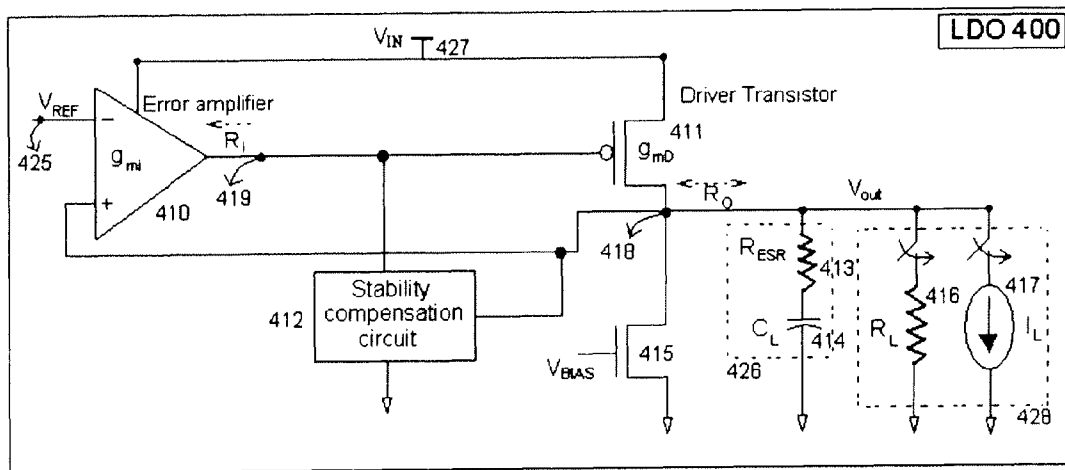 LDO 400
V_IN
427
V_REF
Error amplifier
Driver Transistor
425
-
g_mi
+
410
R_I
419
411
g_mD
R_O
V_out
418
412
Stability
compensation
circuit
V_BIAS
415
R_ESR
413
C_L
414
426
R_L
416
417
I_L
428